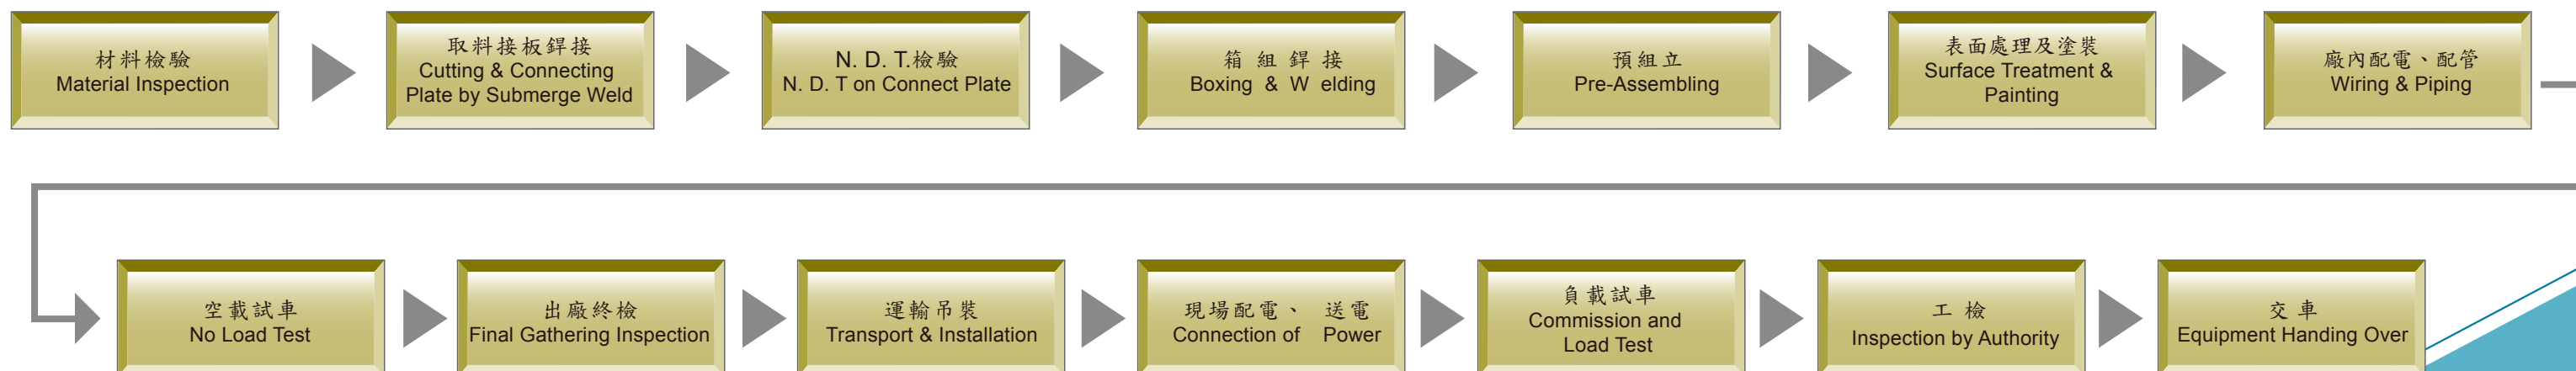 材料檢驗
Material Inspection
取料接板銲接
Cutting & Connecting
Plate by Submerge Weld
N. D. T.檢驗
N. D. T on Connect Plate
箱 組 銲 接
Boxing & W elding
預組立
Pre-Assembling
表面處理及塗裝
Surface Treatment &
Painting
廠內配電、配管
Wiring & Piping
空載試車
No Load Test
出廠終檢
Final Gathering Inspection
運輸吊裝
Transport & Installation
現場配電、 送電
Connection of Power
負載試車
Commission and
Load Test
工 檢
Inspection by Authority
交 車
Equipment Handing Over